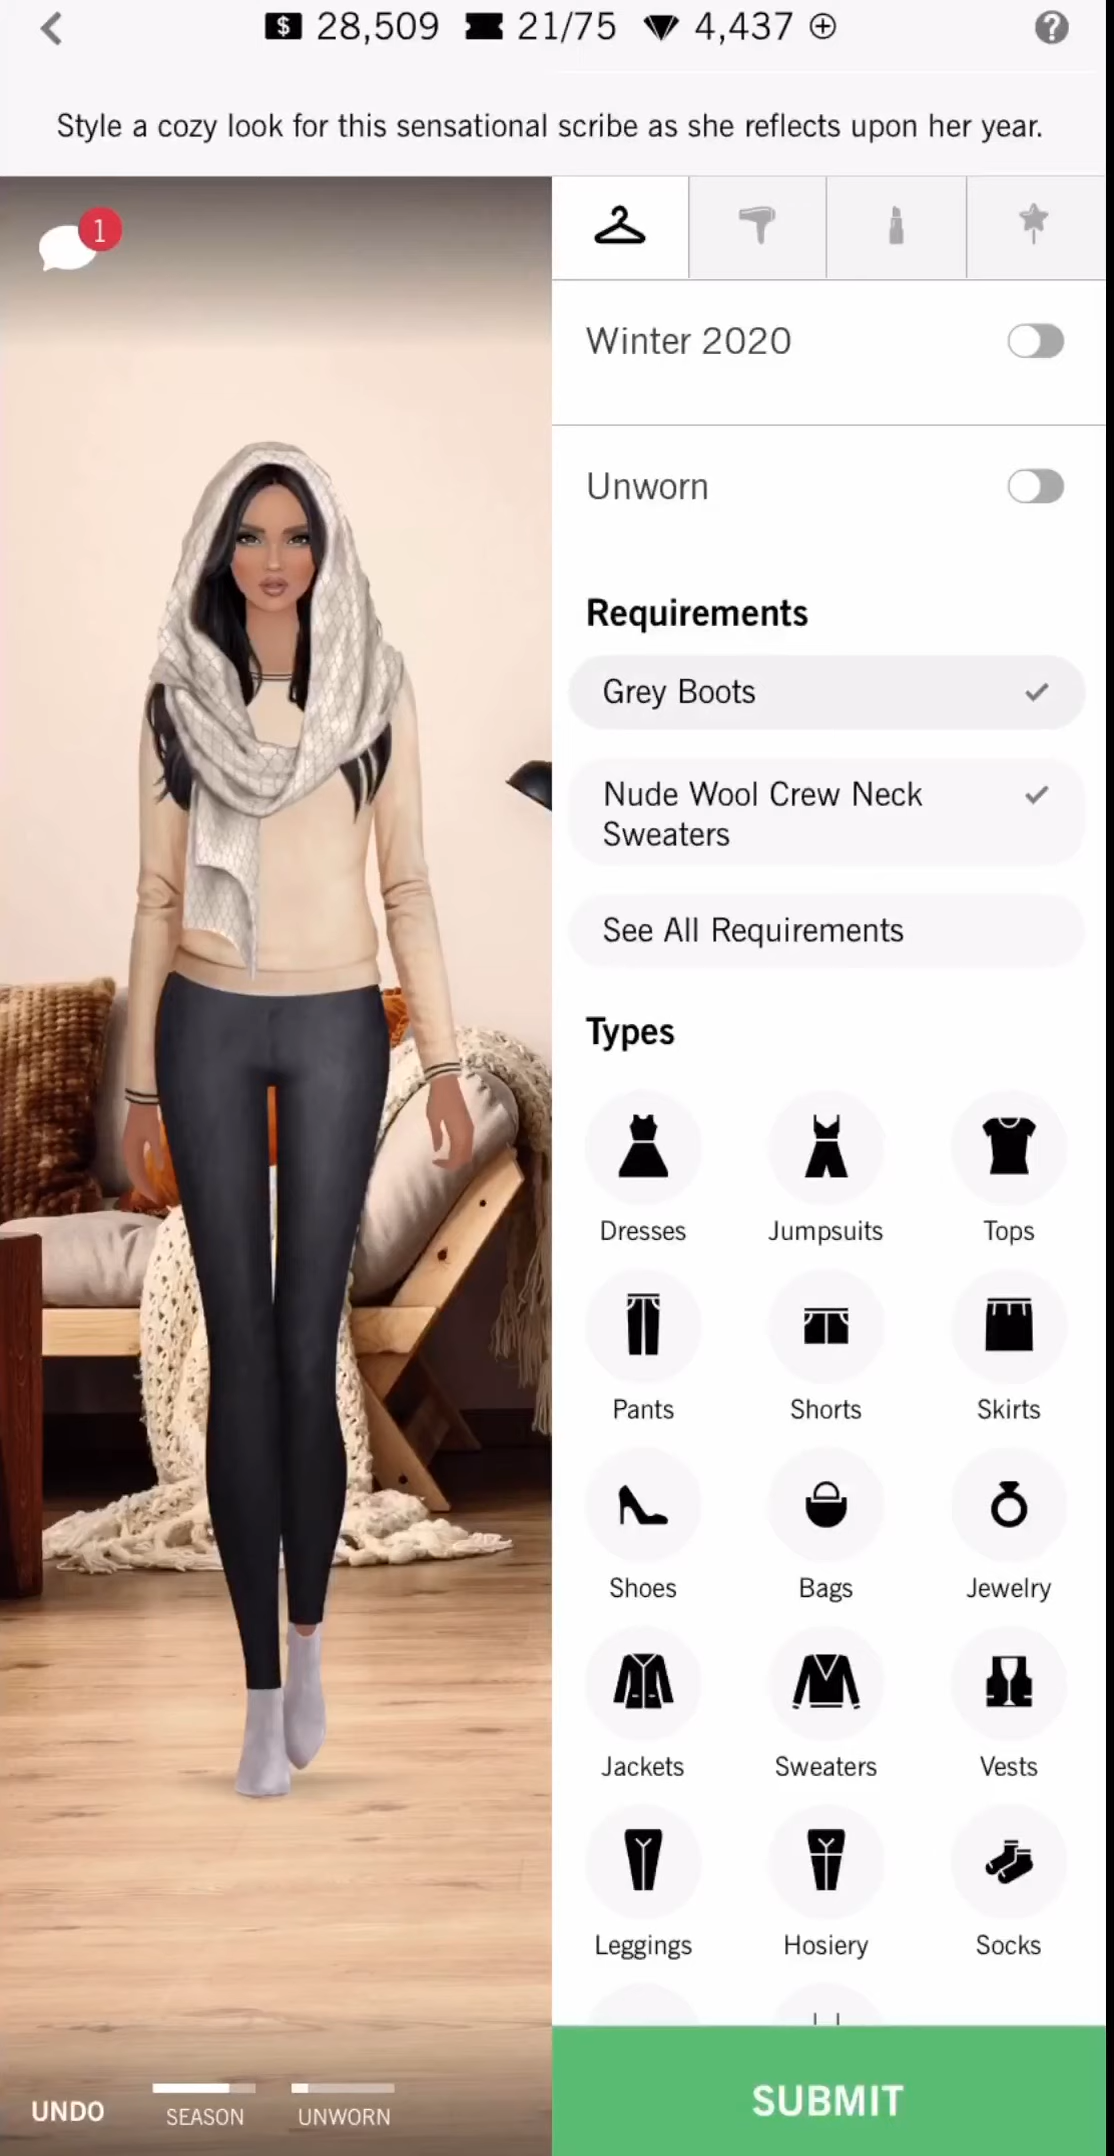 $ 28,509 21/75 4,437
?
Style a cozy look for this sensational scribe as she reflects upon her year.
1
Winter 2020
Unworn
Requirements
Grey Boots
Nude Wool Crew Neck
Sweaters
See All Requirements
Types
Dresses Jumpsuits Tops
Pants Shorts Skirts
Shoes Bags Jewelry
Jackets Sweaters Vests
Leggings Hosiery Socks
UNDO SEASON UNWORN
SUBMIT